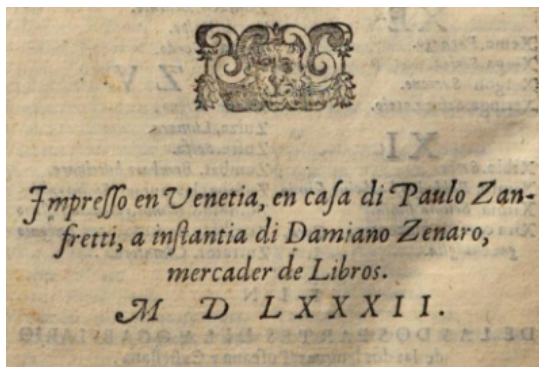 Impresso en Venetia, en casa di Paulo Zan-
fretti, a instantia di Damiano Zenaro,
mercader de Libros.
M D LXXXII.